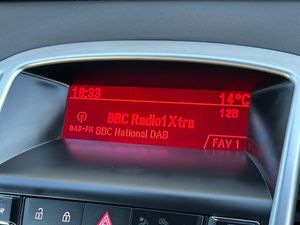 18:33 14°C
12B
BBC Radio1Xtra
DAB-FM BBC National DAB
FAV 1